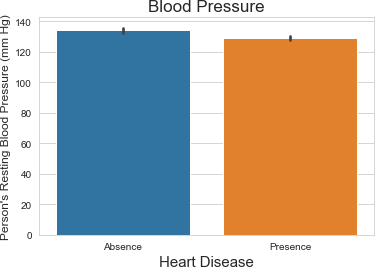 Blood Pressure
Person's Resting Blood Pressure (mm Hg)
140
120
100
80
60
40
20
0
Absence
Presence
Heart Disease